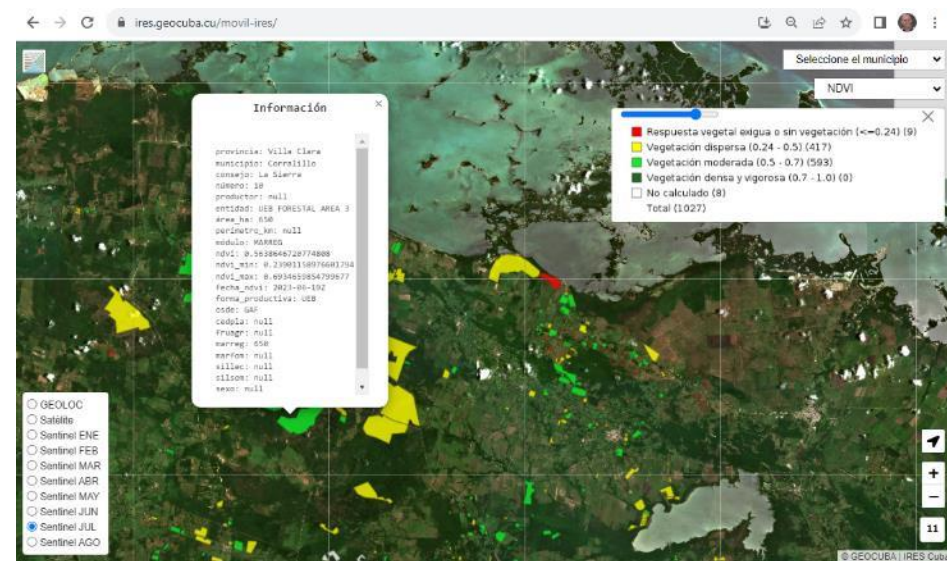 ires.geocuba.cu/movil-ires/
Seleccione el municipio
NDVI
Respuesta vegetal exigua o sin vegetación (<=0.24) (9)
Vegetación dispersa (0.24 - 0.5) (417)
Vegetación moderada (0.5 - 0.7) (593)
Vegetación densa y vigorosa (0.7 - 1.0) (0)
No calculado (8)
Total (1027)
Información
provincia: Villa Clara
municipio: Corralillo
consejo: La Sierra
número: 10
productor: null
entidad: UEB FORESTAL AREA 3
área_ha: 650
perímetro_km: null
módulo: MARREG
ndvi: 0.5638646720774808
ndvi_min: 0.23901158976601794
ndvi_max: 0.6934659854799677
fecha_ndvi: 2023-06-19Z
forma_productiva: UEB
osde: GAF
cedpla: null
fruagr: null
marreg: 650
marfom: null
sillec: null
silsom: null
sexo: null
GEOLOC
Satélite
Sentinel ENE
Sentinel FEB
Sentinel MAR
Sentinel ABR
Sentinel MAY
Sentinel JUN
Sentinel JUL
Sentinel AGO
+
−
11
© GEOCUBA | IRES Cuba